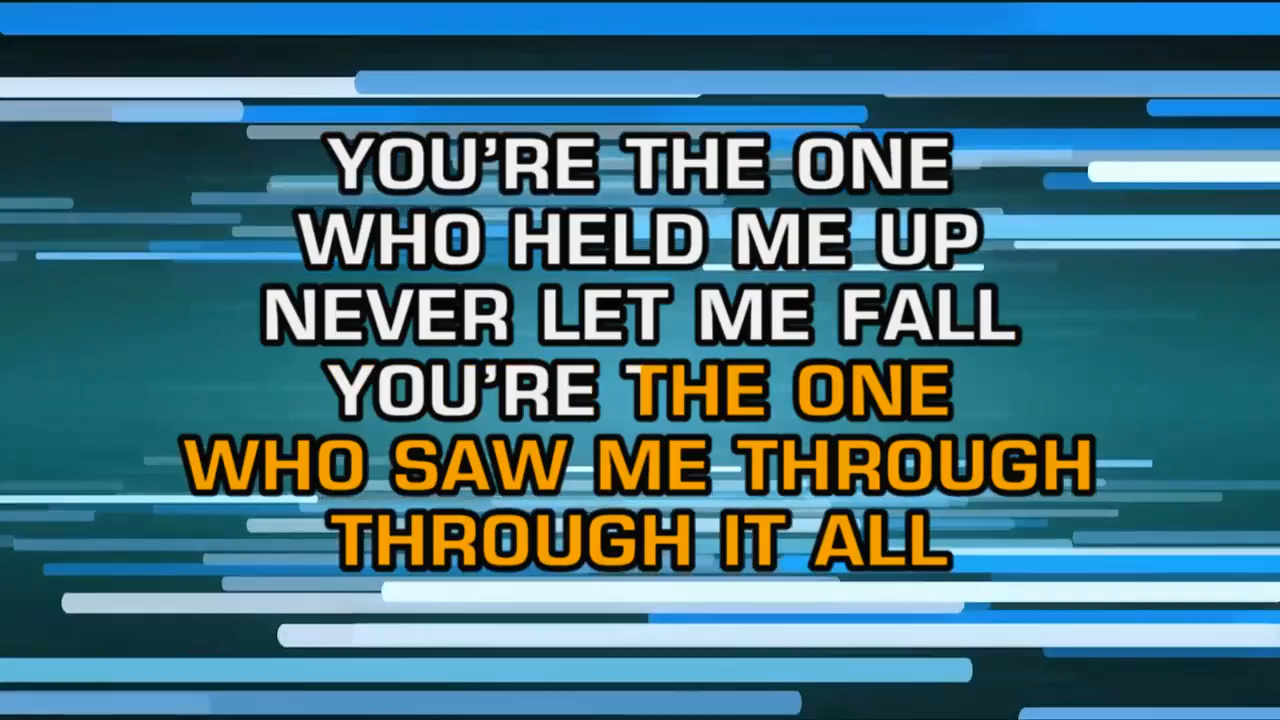 YOU'RE THE ONE
WHO HELD ME UP
NEVER LET ME FALL
YOU'RE THE ONE
WHO SAW ME THROUGH
THROUGH IT ALL